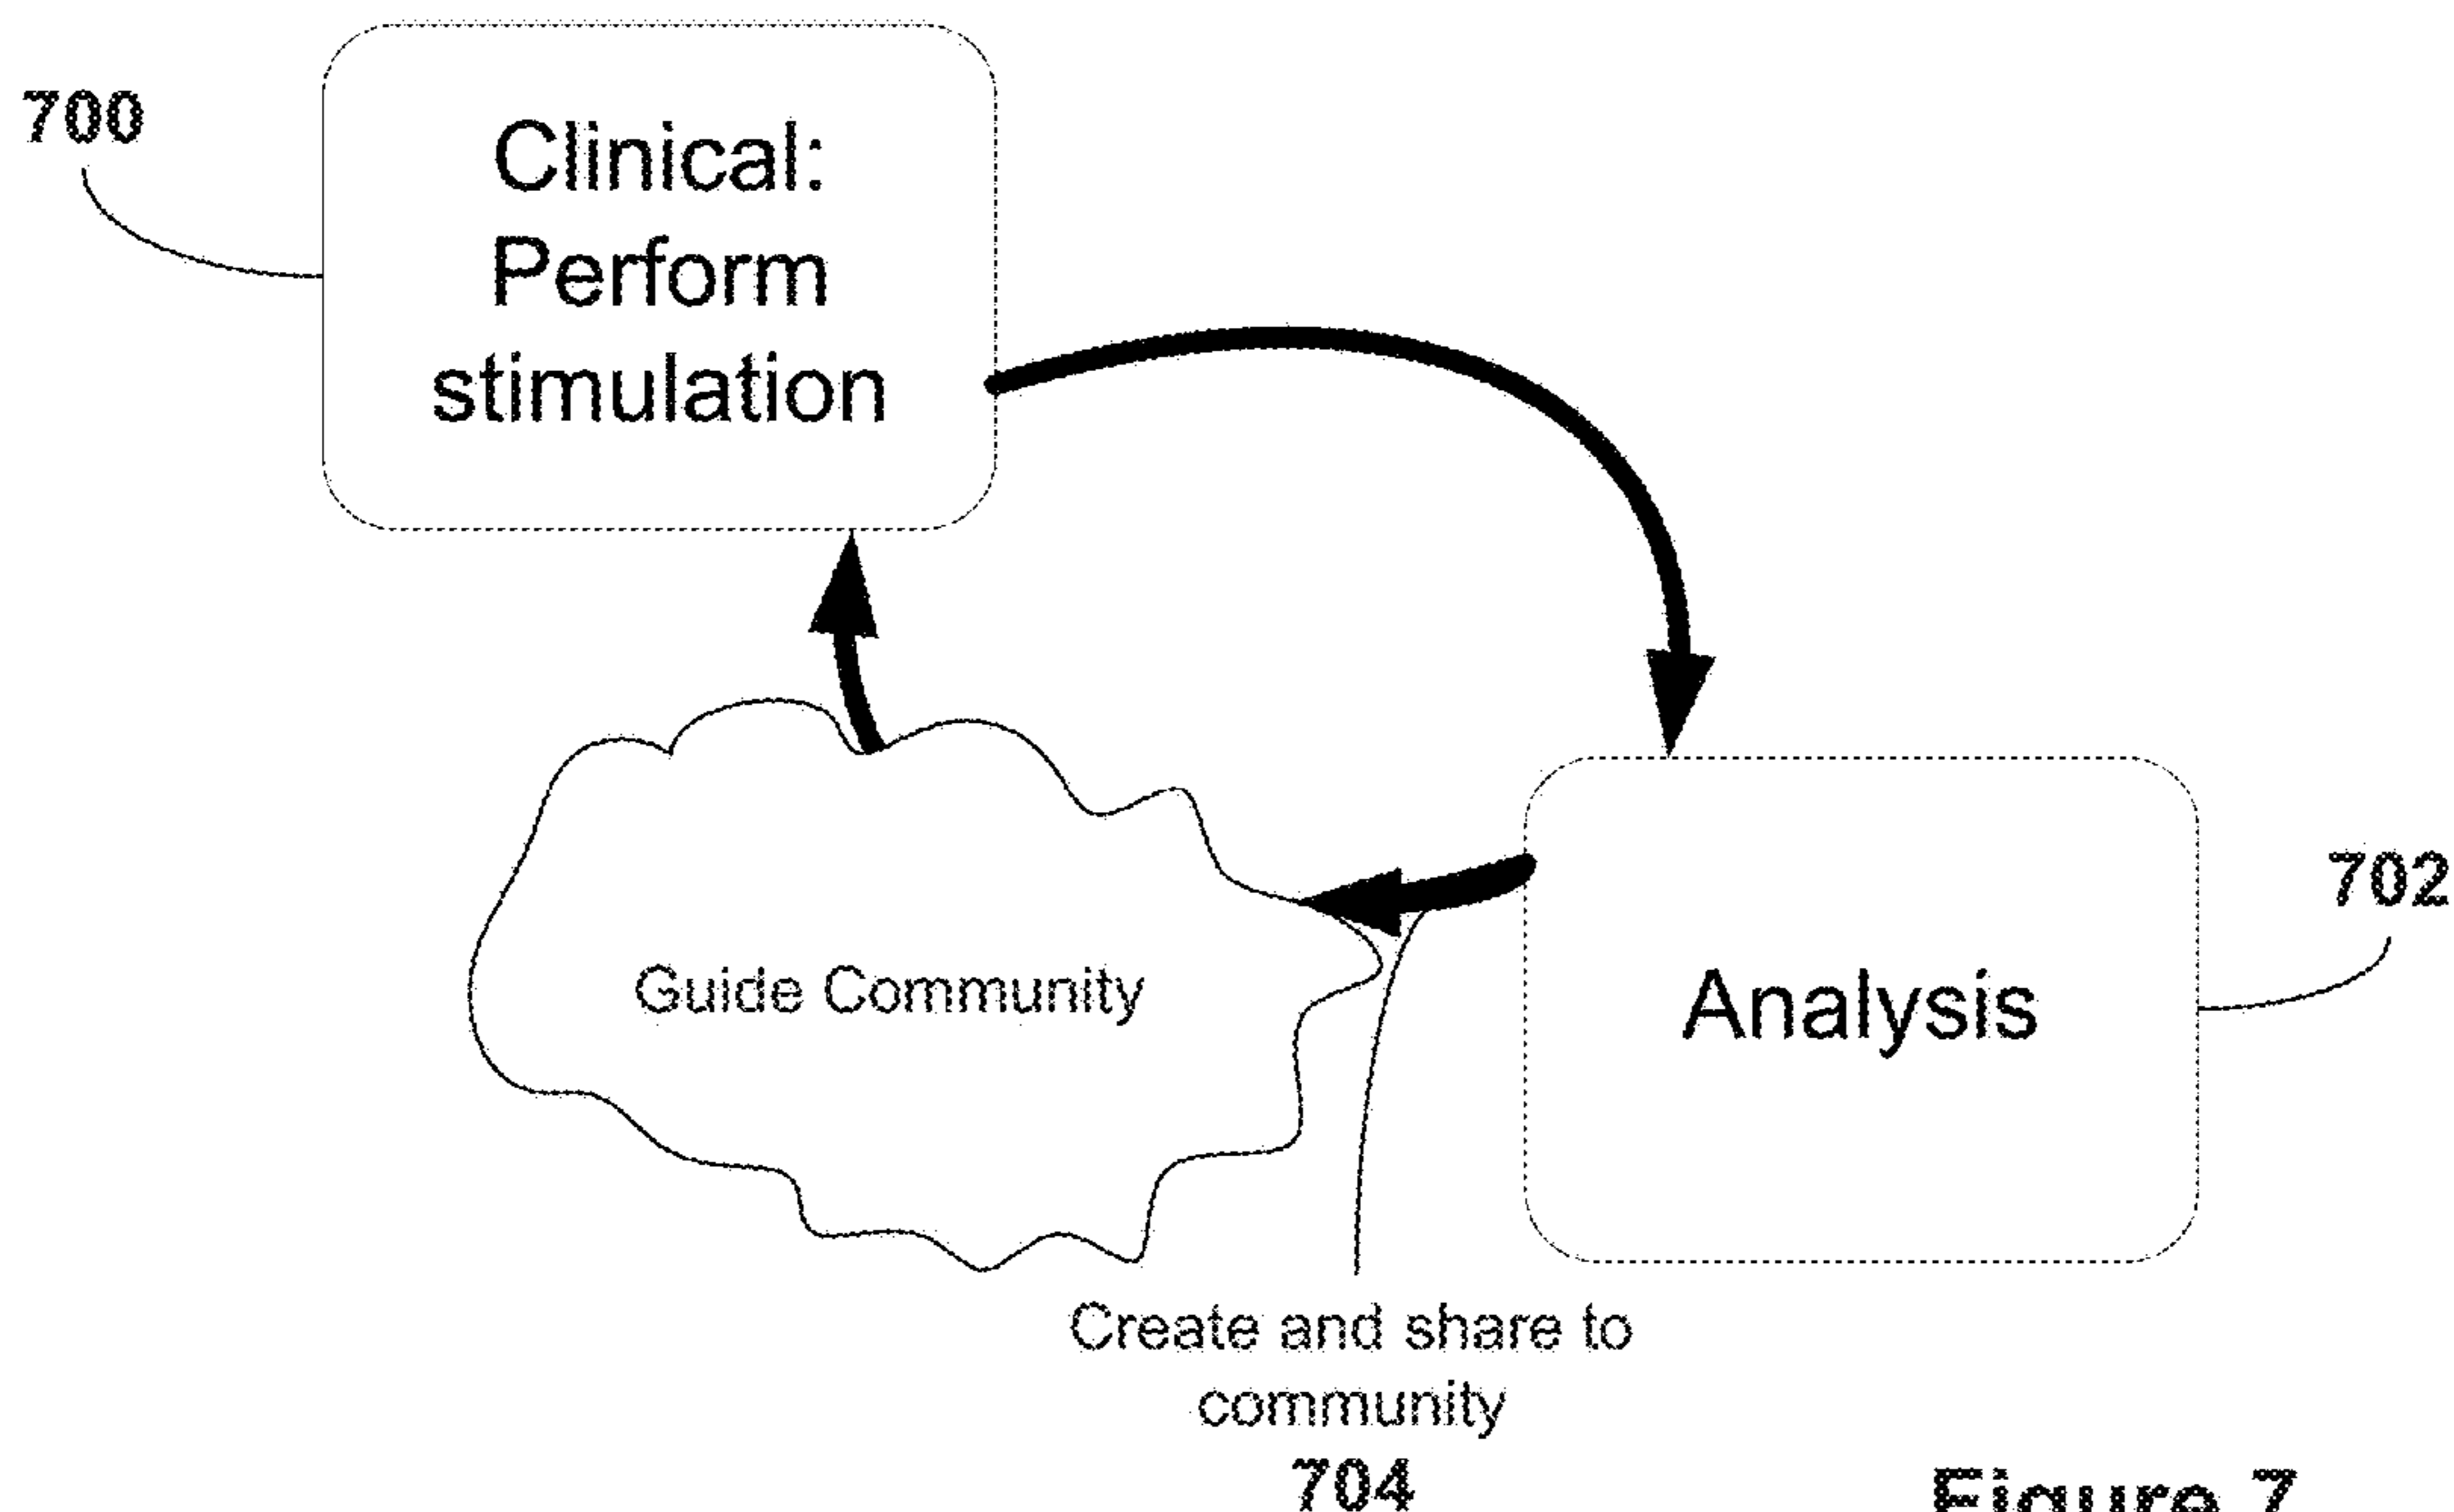 700
Clinical:
Perform
stimulation
702
Guide Community
Analysis
Create and share to
community
704
Figure 7